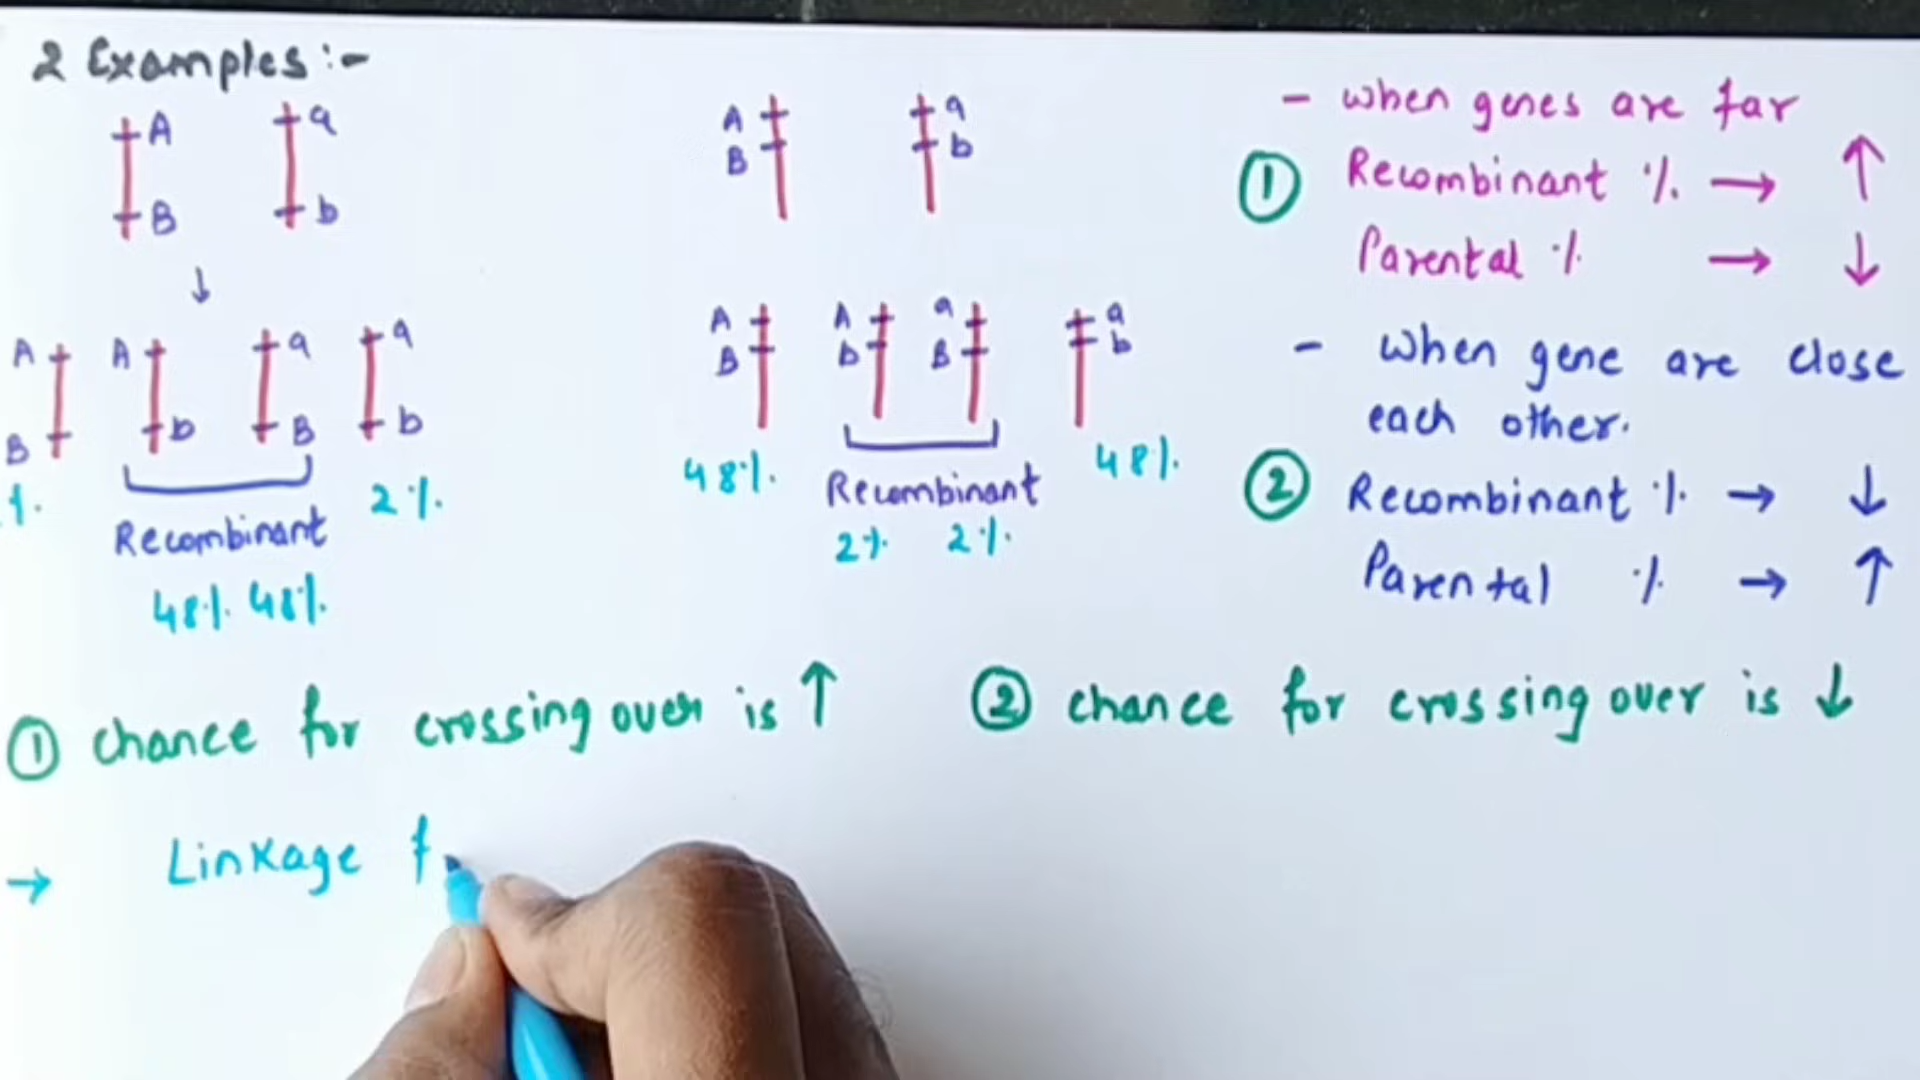 2 Examples:-
A a
B b
A a
B b
A A a a
B b B b
2%.
Recombinant
48%. 48%.
A A a a
B b B b
48%. 48%.
Recombinant
2%. 2%.
- when genes are far
① Recombinant %. → ↑
Parental %. → ↓
- when gene are close
each other.
② Recombinant %. → ↓
Parental %. → ↑
① chance for crossing over is ↑
② chance for crossing over is ↓
→ Linkage f